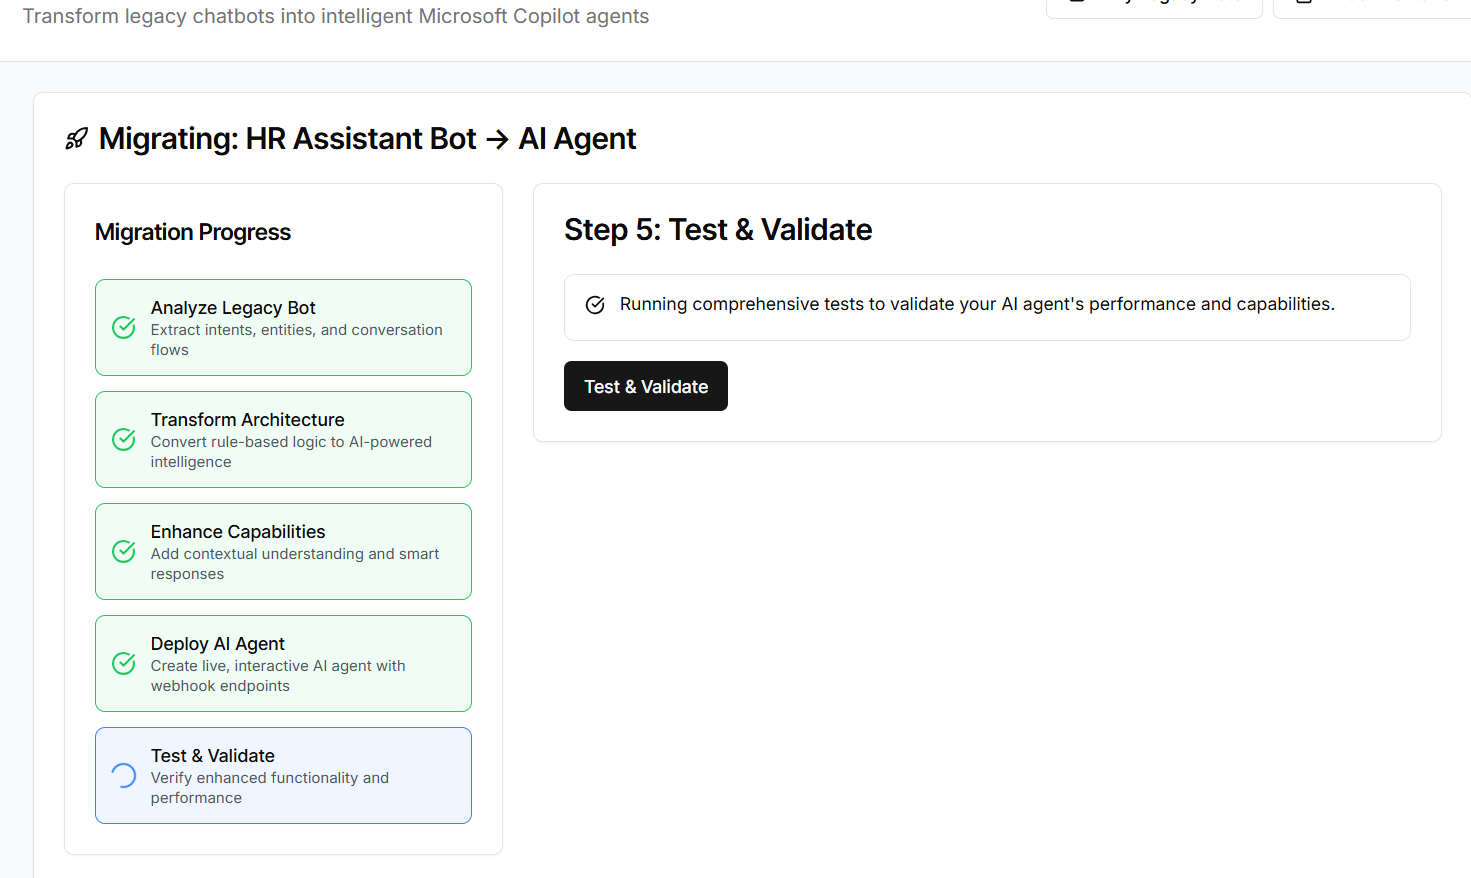 Transform legacy chatbots into intelligent Microsoft Copilot agents
Migrating: HR Assistant Bot → AI Agent
Migration Progress
Analyze Legacy Bot
Extract intents, entities, and conversation
flows
Transform Architecture
Convert rule-based logic to AI-powered
intelligence
Enhance Capabilities
Add contextual understanding and smart
responses
Deploy AI Agent
Create live, interactive AI agent with
webhook endpoints
Test & Validate
Verify enhanced functionality and
performance
Step 5: Test & Validate
Running comprehensive tests to validate your AI agent's performance and capabilities.
Test & Validate